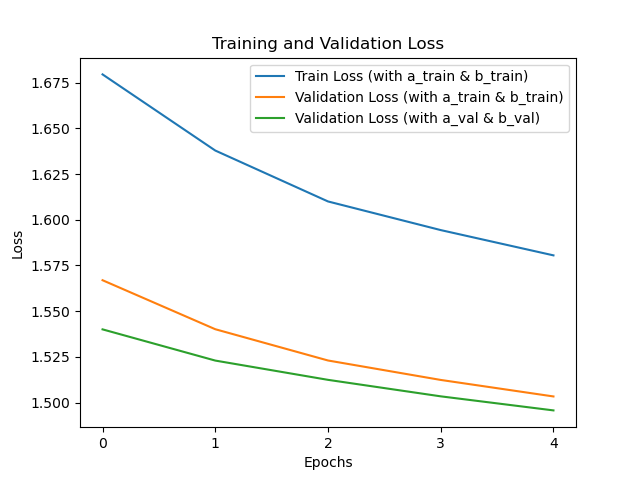 Training and Validation Loss
Train Loss (with a_train & b_train)
Validation Loss (with a_train & b_train)
Validation Loss (with a_val & b_val)
Loss
1.675
1.650
1.625
1.600
1.575
1.550
1.525
1.500
0 1 2 3 4
Epochs